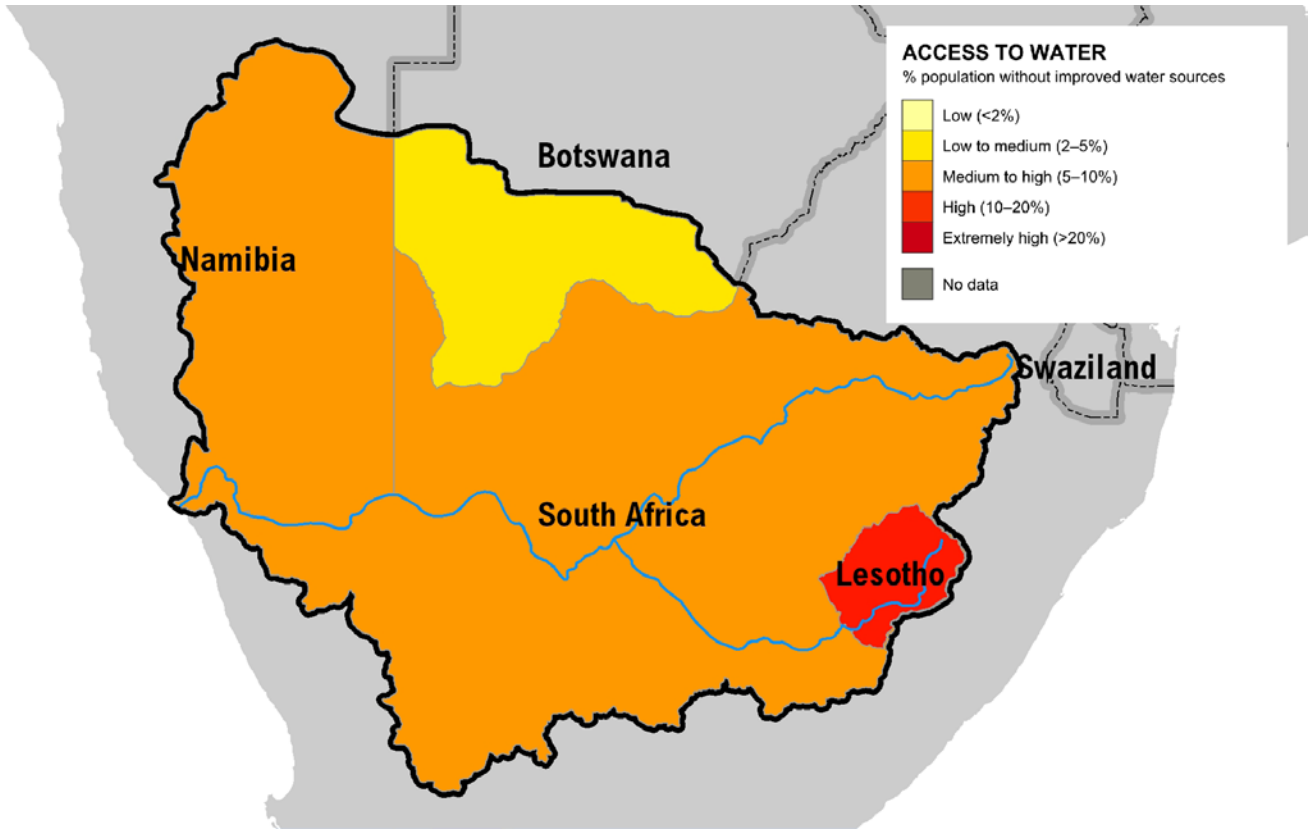 ACCESS TO WATER
% population without improved water sources
Low (<2%)
Low to medium (2–5%)
Medium to high (5–10%)
High (10–20%)
Extremely high (>20%)
No data
Botswana
Namibia
Swaziland
South Africa
Lesotho